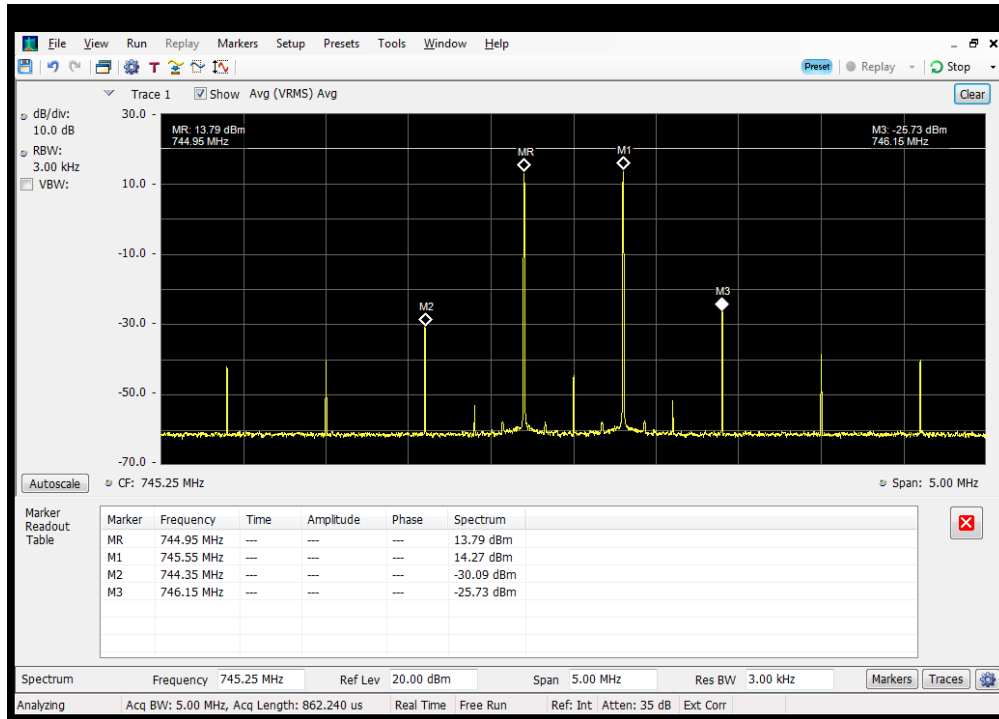 File View Run Replay Markers Setup Presets Tools Window Help
T Preset Replay Stop
Trace 1 Show Avg (VRMS) Avg Clear
dB/div:
10.0 dB
RBW:
3.00 kHz
VBW:
30.0
10.0
-10.0
-30.0
-50.0
-70.0
MR: 13.79 dBm
744.95 MHz
M3: -25.73 dBm
746.15 MHz
MR
M1
M2
M3
Autoscale CF: 745.25 MHz Span: 5.00 MHz
Marker
Readout
Table
Marker Frequency Time Amplitude Phase Spectrum
MR 744.95 MHz --- --- --- 13.79 dBm
M1 745.55 MHz --- --- --- 14.27 dBm
M2 744.35 MHz --- --- --- -30.09 dBm
M3 746.15 MHz --- --- --- -25.73 dBm
Spectrum Frequency 745.25 MHz Ref Lev 20.00 dBm Span 5.00 MHz Res BW 3.00 kHz Markers Traces
Analyzing Acq BW: 5.00 MHz, Acq Length: 862.240 us Real Time Free Run Ref: Int Atten: 35 dB Ext Corr